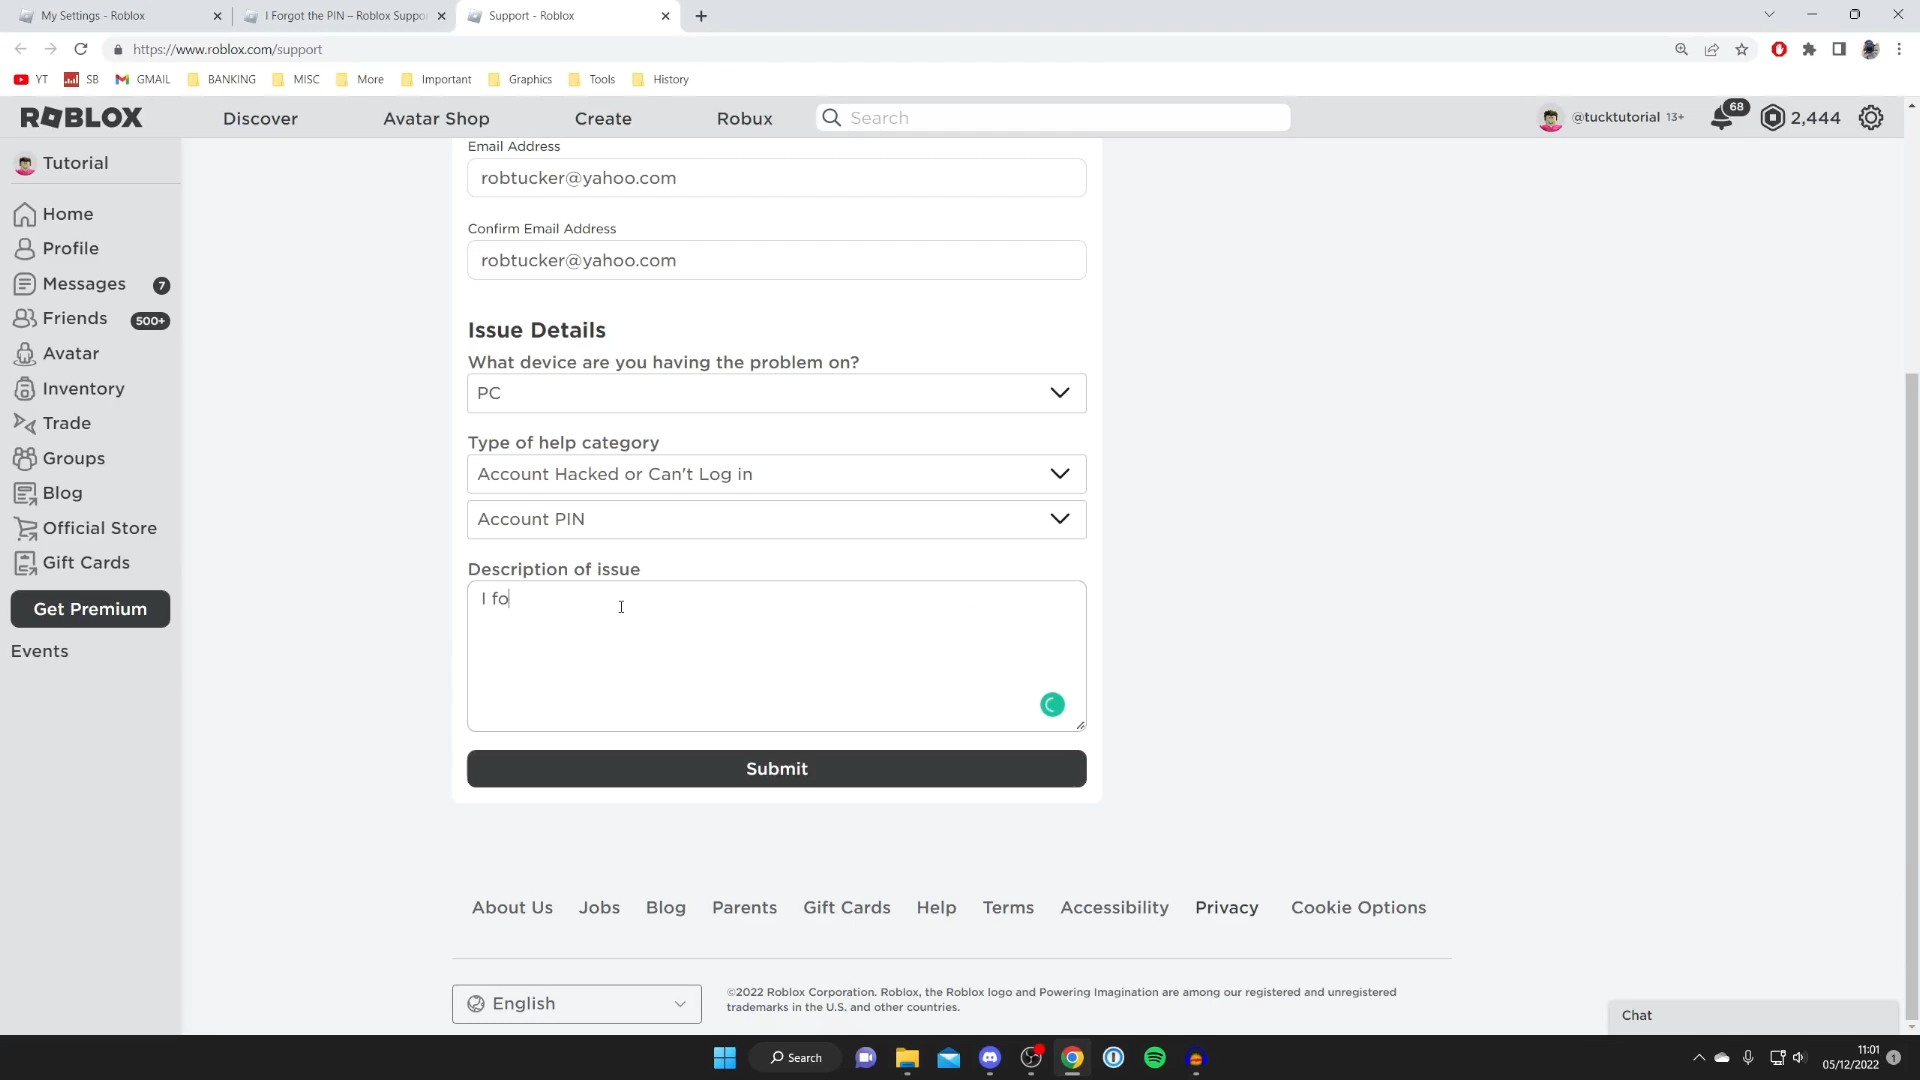 My Settings - Roblox
I Forgot the PIN – Roblox Suppo
Support - Roblox
https://www.roblox.com/support
YT
SB
GMAIL
BANKING
MISC
More
Important
Graphics
Tools
History
ROBLOX
Discover
Avatar Shop
Create
Robux
Search
@tucktutorial 13+
68
2,444
Tutorial
Home
Profile
Messages 7
Friends 500+
Avatar
Inventory
Trade
Groups
Blog
Official Store
Gift Cards
Get Premium
Events
Email Address
robtucker@yahoo.com
Confirm Email Address
robtucker@yahoo.com
Issue Details
What device are you having the problem on?
PC
Type of help category
Account Hacked or Can't Log in
Account PIN
Description of issue
I fo
Submit
About Us
Jobs
Blog
Parents
Gift Cards
Help
Terms
Accessibility
Privacy
Cookie Options
English
©2022 Roblox Corporation. Roblox, the Roblox logo and Powering Imagination are among our registered and unregistered
trademarks in the U.S. and other countries.
Chat
Search
11:01
05/12/2022
1